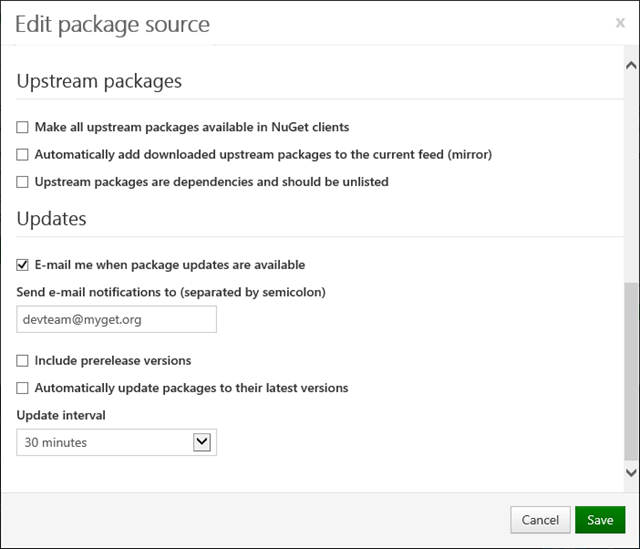 Edit package source
x
Upstream packages
Make all upstream packages available in NuGet clients
Automatically add downloaded upstream packages to the current feed (mirror)
Upstream packages are dependencies and should be unlisted
Updates
E-mail me when package updates are available
Send e-mail notifications to (separated by semicolon)
devteam@myget.org
Include prerelease versions
Automatically update packages to their latest versions
Update interval
30 minutes
Cancel Save